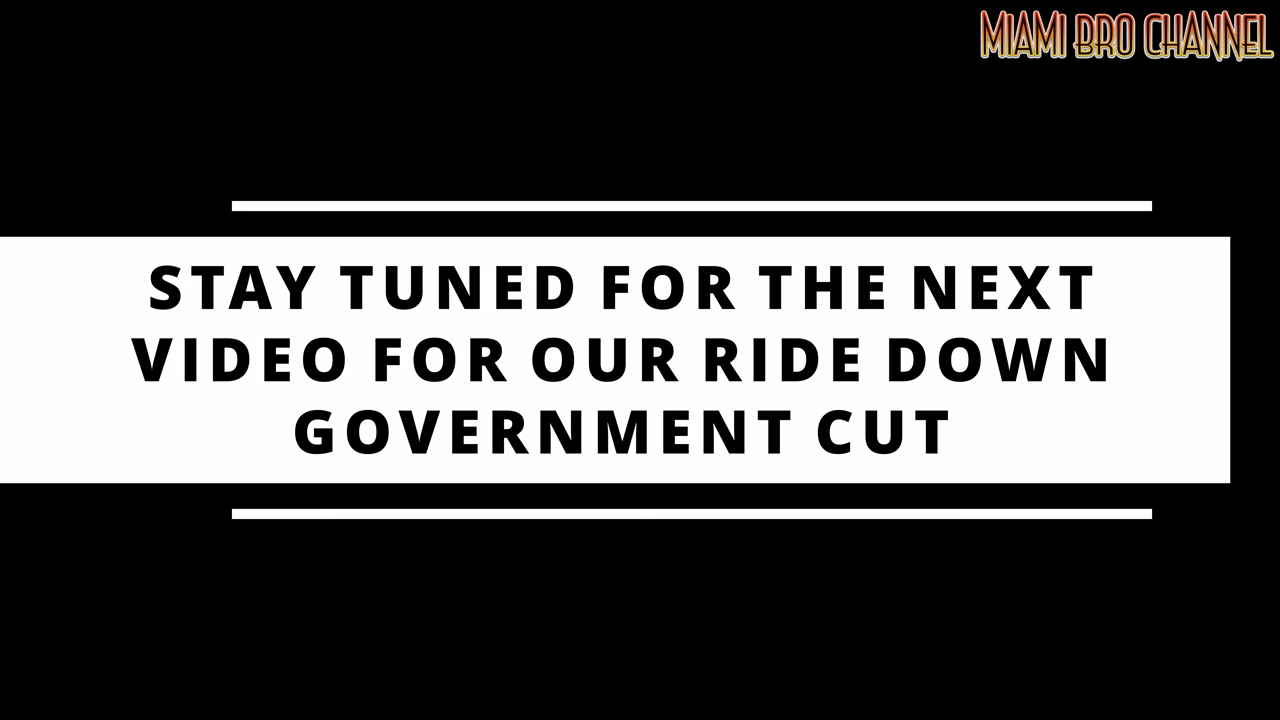 MIAMI BRO CHANNEL
STAY TUNED FOR THE NEXT
VIDEO FOR OUR RIDE DOWN
GOVERNMENT CUT